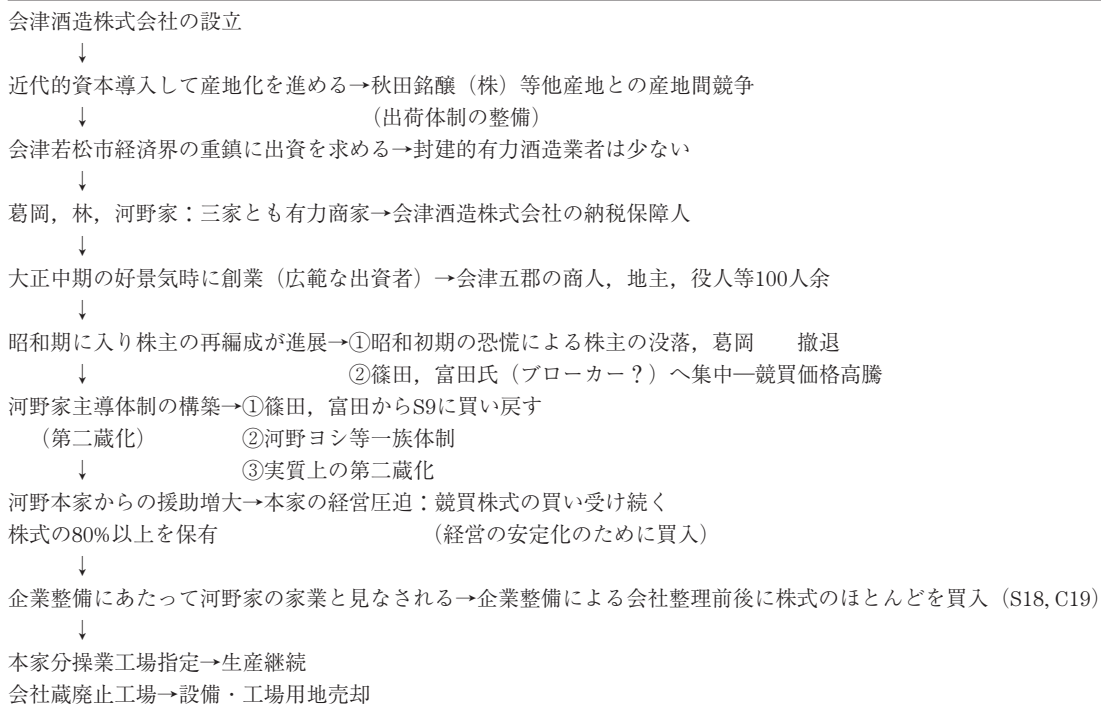 会津酒造株式会社の設立
↓
近代的資本導入して産地化を進める→秋田銘醸（株）等他産地との産地間競争
↓　（出荷体制の整備）
会津若松市経済界の重鎮に出資を求める→封建的有力酒造業者は少ない
↓
葛岡，林，河野家：三家とも有力商家→会津酒造株式会社の納税保障人
↓
大正中期の好景気時に創業（広範な出資者）→会津五郡の商人，地主，役人等100人余
↓
昭和期に入り株主の再編成が進展→①昭和初期の恐慌による株主の没落，葛岡　撤退
↓　②篠田，富田氏（ブローカー？）へ集中―競買価格高騰
河野家主導体制の構築→①篠田，富田からS9に買い戻す
（第二蔵化）　②河野ヨシ等一族体制
↓　③実質上の第二蔵化
河野本家からの援助増大→本家の経営圧迫：競買株式の買い受け続く
株式の80%以上を保有　（経営の安定化のために買入）
↓
企業整備にあたって河野家の家業と見なされる→企業整備による会社整理前後に株式のほとんどを買入（S18, C19）
↓
本家分操業工場指定→生産継続
会社蔵廃止工場→設備・工場用地売却